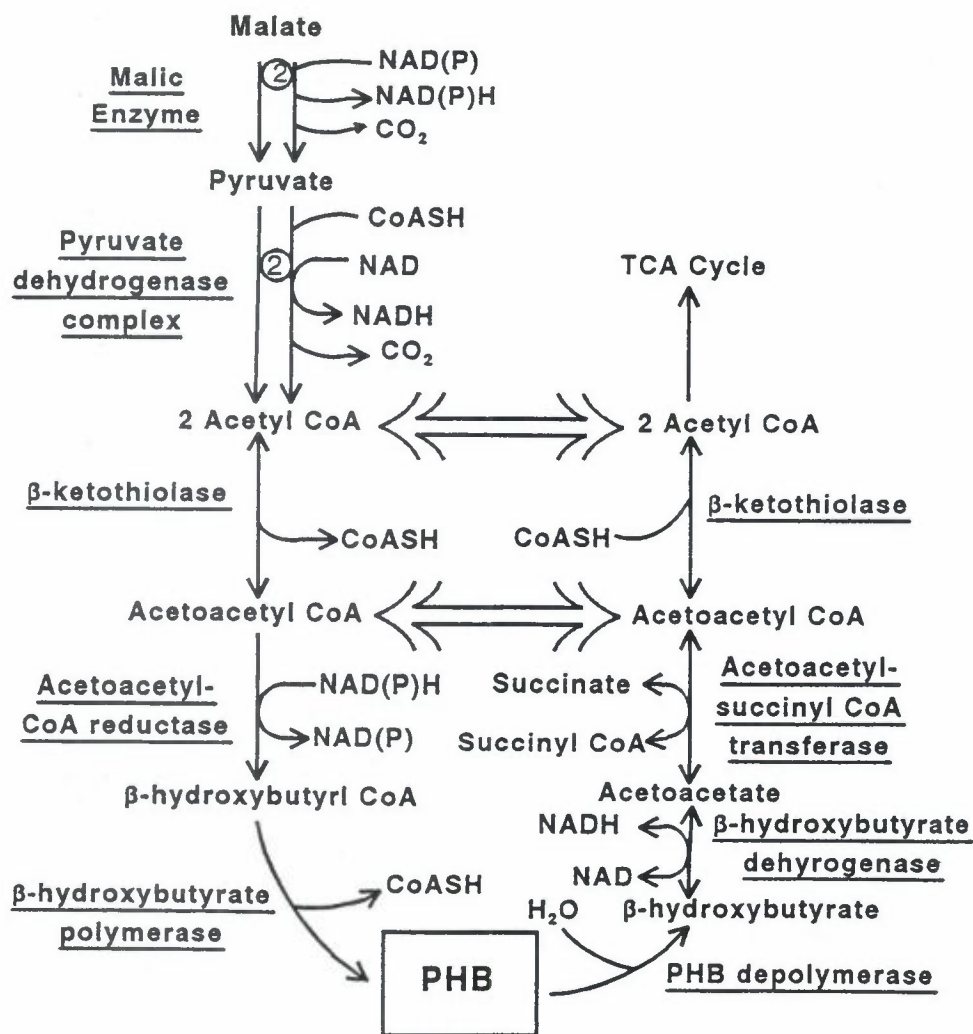 Malate
NAD(P)
2
Malic
Enzyme
NAD(P)H
CO₂
Pyruvate
CoASH
Pyruvate
dehydrogenase
complex
2
NAD
NADH
CO₂
TCA Cycle
2 Acetyl CoA
2 Acetyl CoA
β-ketothiolase
CoASH
CoASH
β-ketothiolase
Acetoacetyl CoA
Acetoacetyl CoA
Acetoacetyl-
CoA reductase
NAD(P)H
NAD(P)
Succinate
Succinyl CoA
Acetoacetyl-
succinyl CoA
transferase
β-hydroxybutyrl CoA
Acetoacetate
NADH
NAD
β-hydroxybutyrate
dehyrogenase
β-hydroxybutyrate
polymerase
CoASH
H₂O
β-hydroxybutyrate
PHB
PHB depolymerase